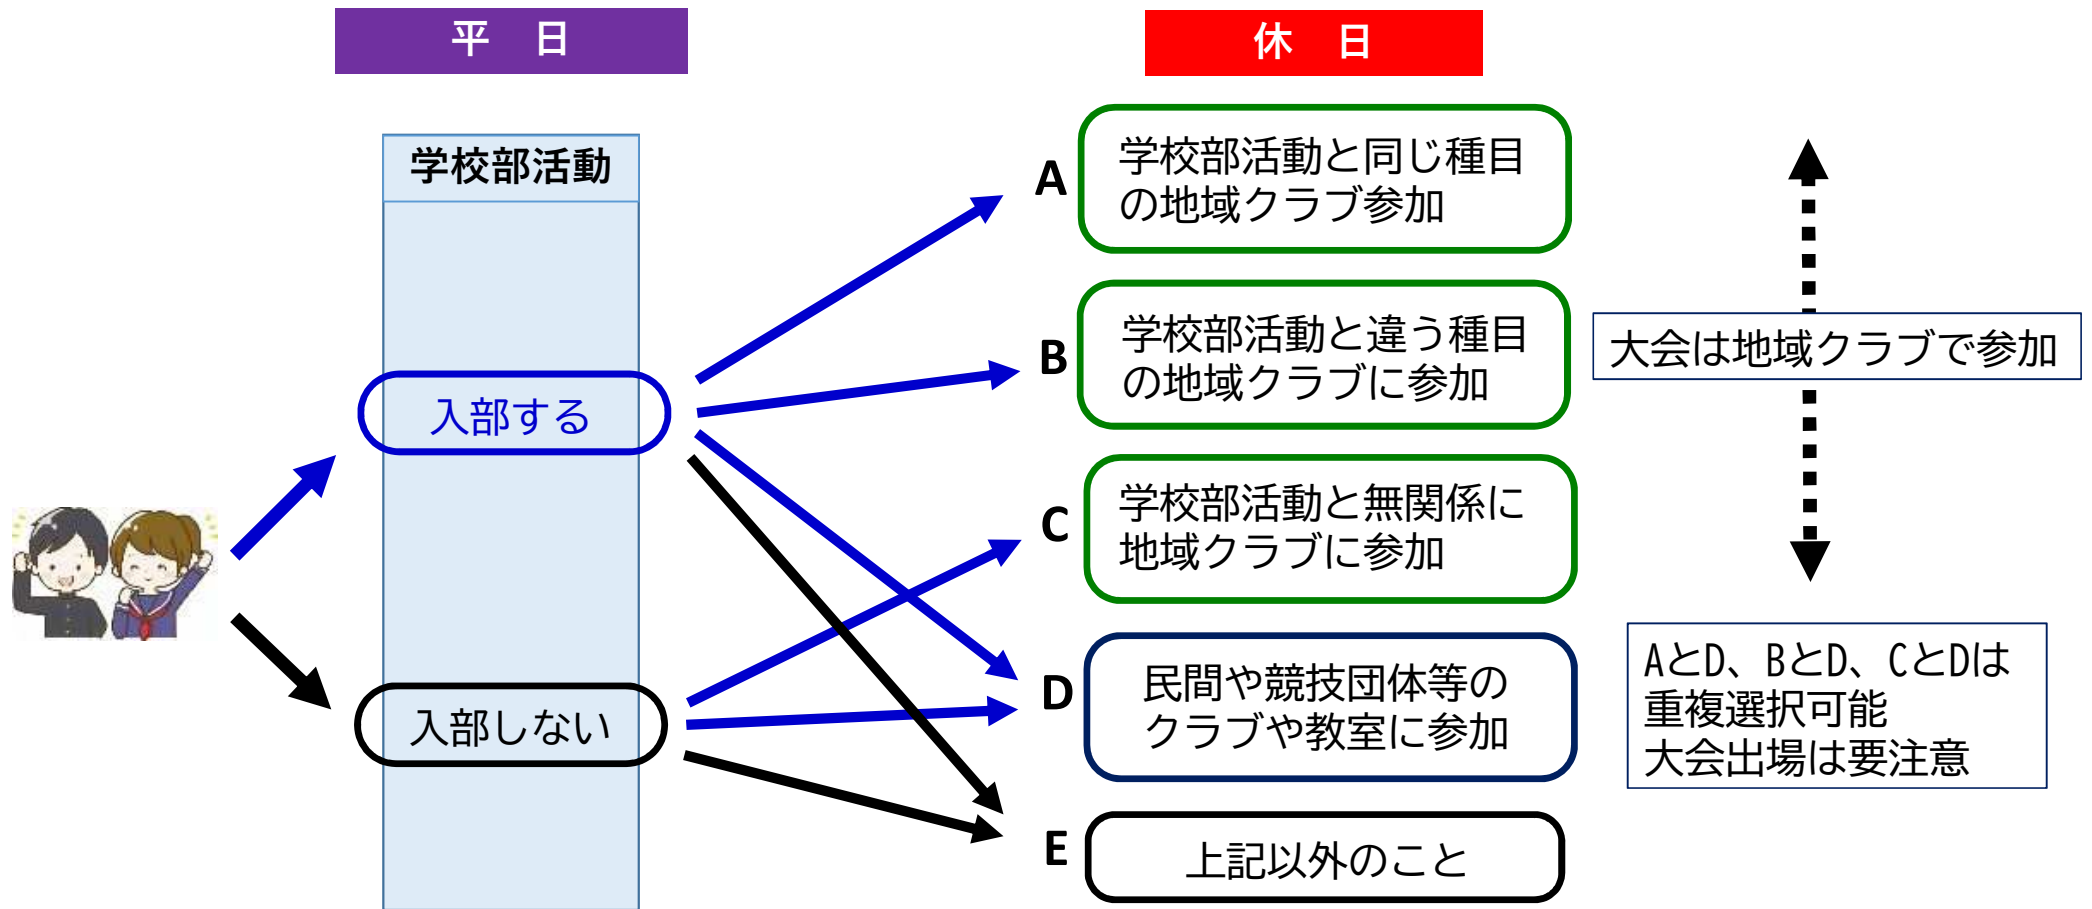 平　日
休　日
学校部活動
入部する
入部しない
A
学校部活動と同じ種目
の地域クラブ参加
B
学校部活動と違う種目
の地域クラブに参加
C
学校部活動と無関係に
地域クラブに参加
D
民間や競技団体等の
クラブや教室に参加
E
上記以外のこと
大会は地域クラブで参加
AとD、BとD、CとDは
重複選択可能
大会出場は要注意